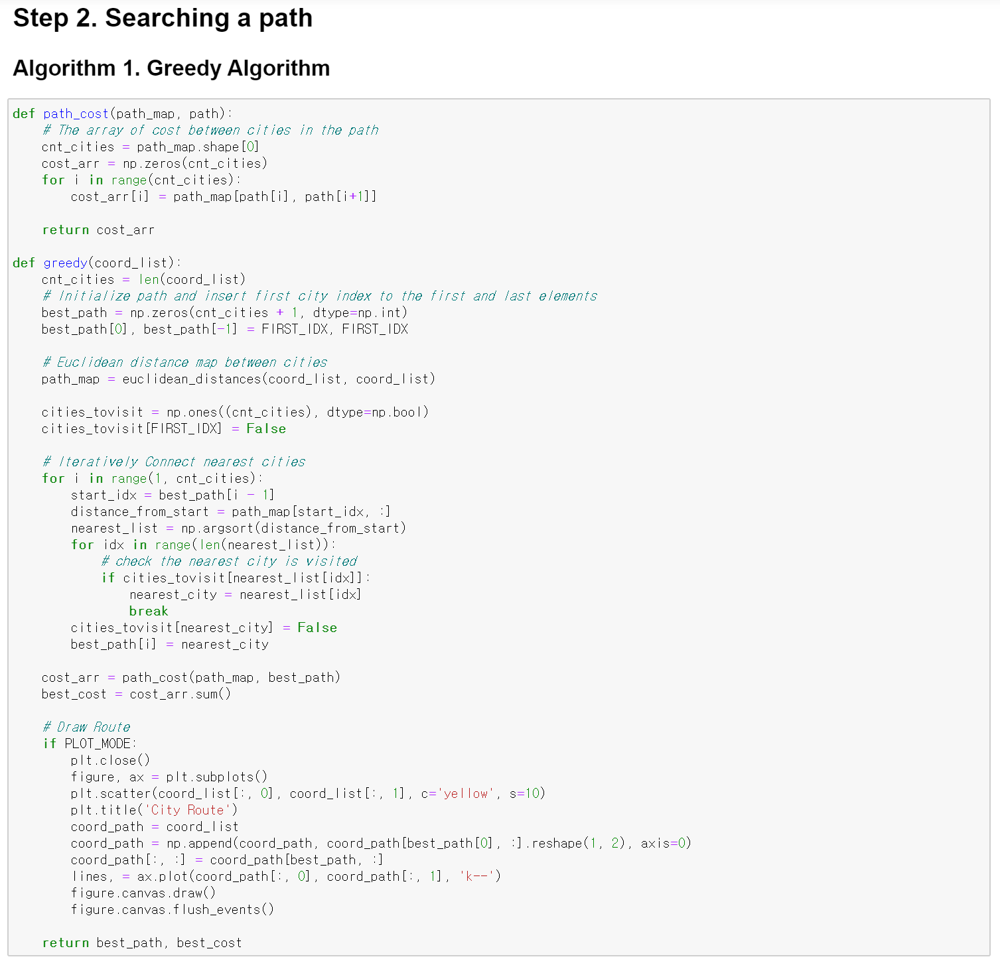 Step 2. Searching a path
Algorithm 1. Greedy Algorithm
def path_cost(path_map, path):
    # The array of cost between cities in the path
    cnt_cities = path_map.shape[0]
    cost_arr = np.zeros(cnt_cities)
    for i in range(cnt_cities):
        cost_arr[i] = path_map[path[i], path[i+1]]

    return cost_arr

def greedy(coord_list):
    cnt_cities = len(coord_list)
    # Initialize path and insert first city index to the first and last elements
    best_path = np.zeros(cnt_cities + 1, dtype=np.int)
    best_path[0], best_path[-1] = FIRST_IDX, FIRST_IDX

    # Euclidean distance map between cities
    path_map = euclidean_distances(coord_list, coord_list)

    cities_tovisit = np.ones((cnt_cities), dtype=np.bool)
    cities_tovisit[FIRST_IDX] = False

    # Iteratively Connect nearest cities
    for i in range(1, cnt_cities):
        start_idx = best_path[i - 1]
        distance_from_start = path_map[start_idx, :]
        nearest_list = np.argsort(distance_from_start)
        for idx in range(len(nearest_list)):
            # check the nearest city is visited
            if cities_tovisit[nearest_list[idx]]:
                nearest_city = nearest_list[idx]
                break
        cities_tovisit[nearest_city] = False
        best_path[i] = nearest_city

    cost_arr = path_cost(path_map, best_path)
    best_cost = cost_arr.sum()

    # Draw Route
    if PLOT_MODE:
        plt.close()
        figure, ax = plt.subplots()
        plt.scatter(coord_list[:, 0], coord_list[:, 1], c='yellow', s=10)
        plt.title('City Route')
        coord_path = coord_list
        coord_path = np.append(coord_path, coord_path[best_path[0], :].reshape(1, 2), axis=0)
        coord_path[:, :] = coord_path[best_path, :]
        lines, = ax.plot(coord_path[:, 0], coord_path[:, 1], 'k--')
        figure.canvas.draw()
        figure.canvas.flush_events()

    return best_path, best_cost